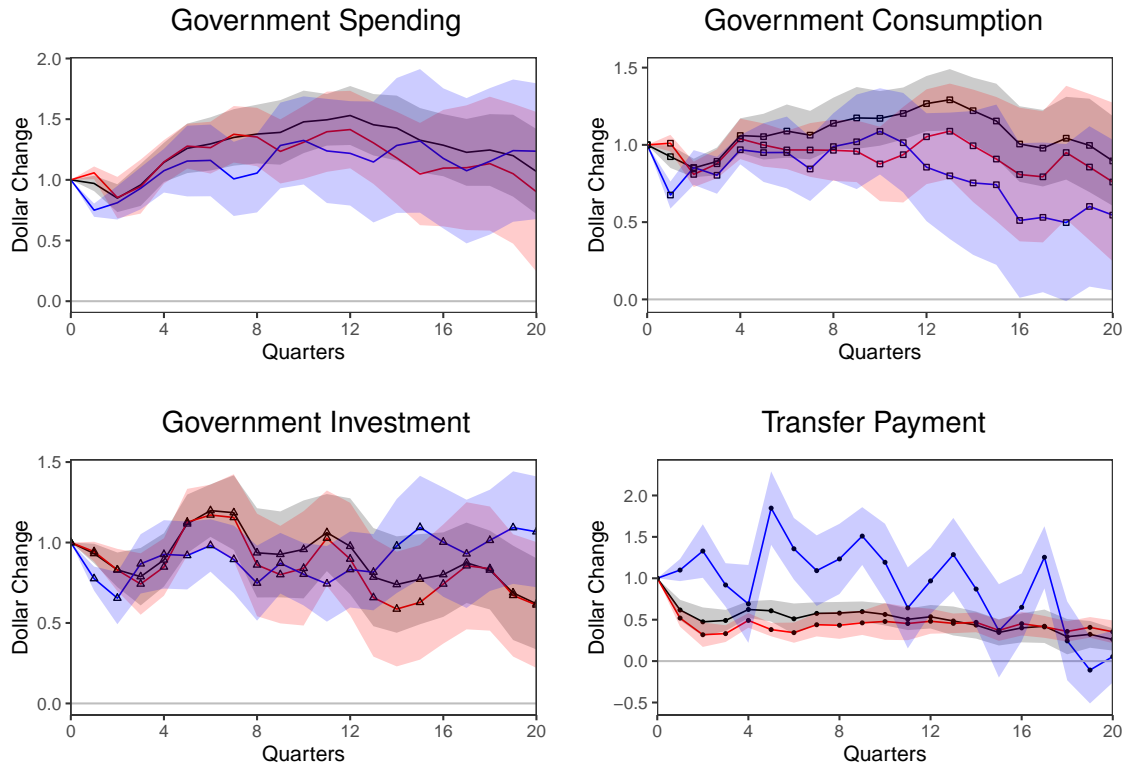 Government Spending
Dollar Change
2.0
1.5
1.0
0.5
0.0
0 4 8 12 16 20
Quarters
Government Consumption
Dollar Change
1.5
1.0
0.5
0.0
0 4 8 12 16 20
Quarters
Government Investment
Dollar Change
1.5
1.0
0.5
0.0
0 4 8 12 16 20
Quarters
Transfer Payment
Dollar Change
2.0
1.5
1.0
0.5
0.0
−0.5
0 4 8 12 16 20
Quarters